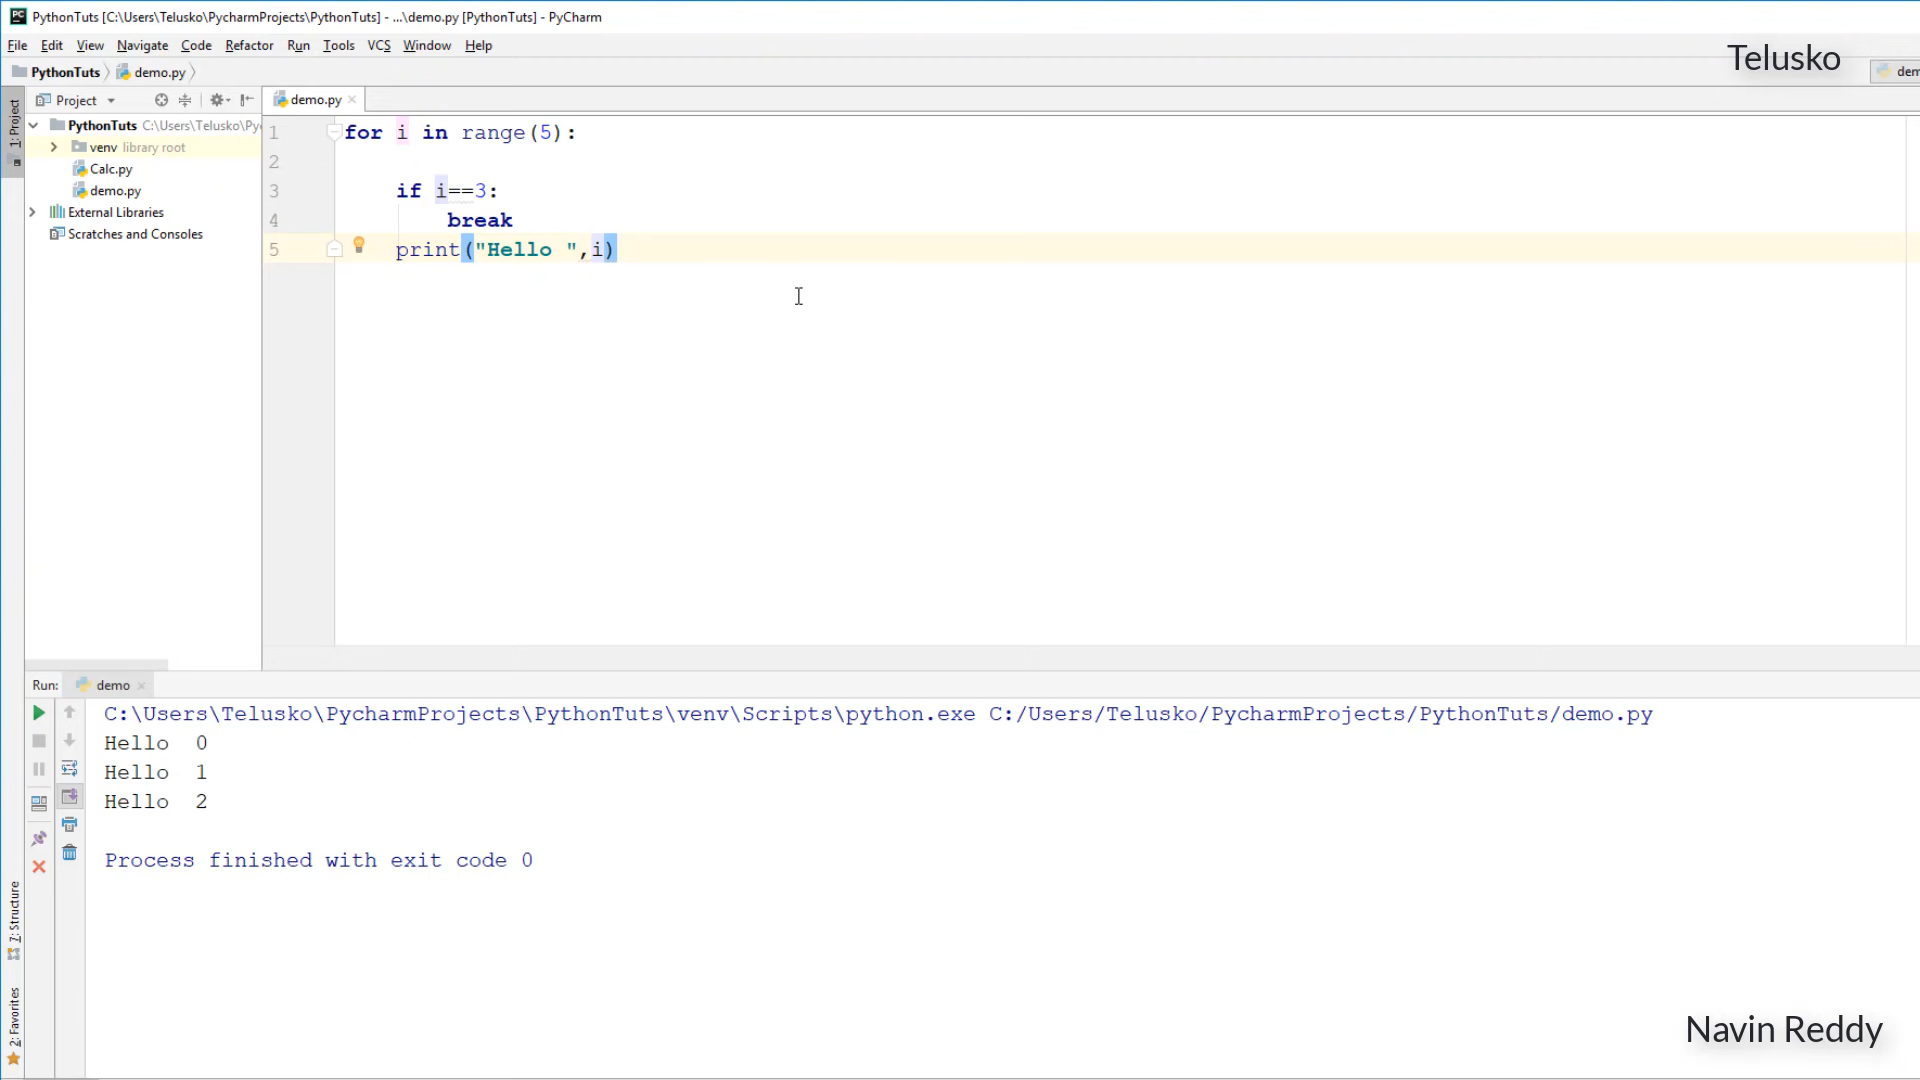 PythonTuts [C:\Users\Telusko\PycharmProjects\PythonTuts] - ...\demo.py [PythonTuts] - PyCharm
File Edit View Navigate Code Refactor Run Tools VCS Window Help
Telusko
PythonTuts demo.py
dem
Project
demo.py
1: Project
PythonTuts C:\Users\Telusko\Py
venv library root
Calc.py
demo.py
External Libraries
Scratches and Consoles
1 for i in range(5):
2
3 if i==3:
4 break
5 print("Hello ",i)
Run: demo
C:\Users\Telusko\PycharmProjects\PythonTuts\venv\Scripts\python.exe C:/Users/Telusko/PycharmProjects/PythonTuts/demo.py
Hello  0
Hello  1
Hello  2
Process finished with exit code 0
7: Structure
2: Favorites
Navin Reddy